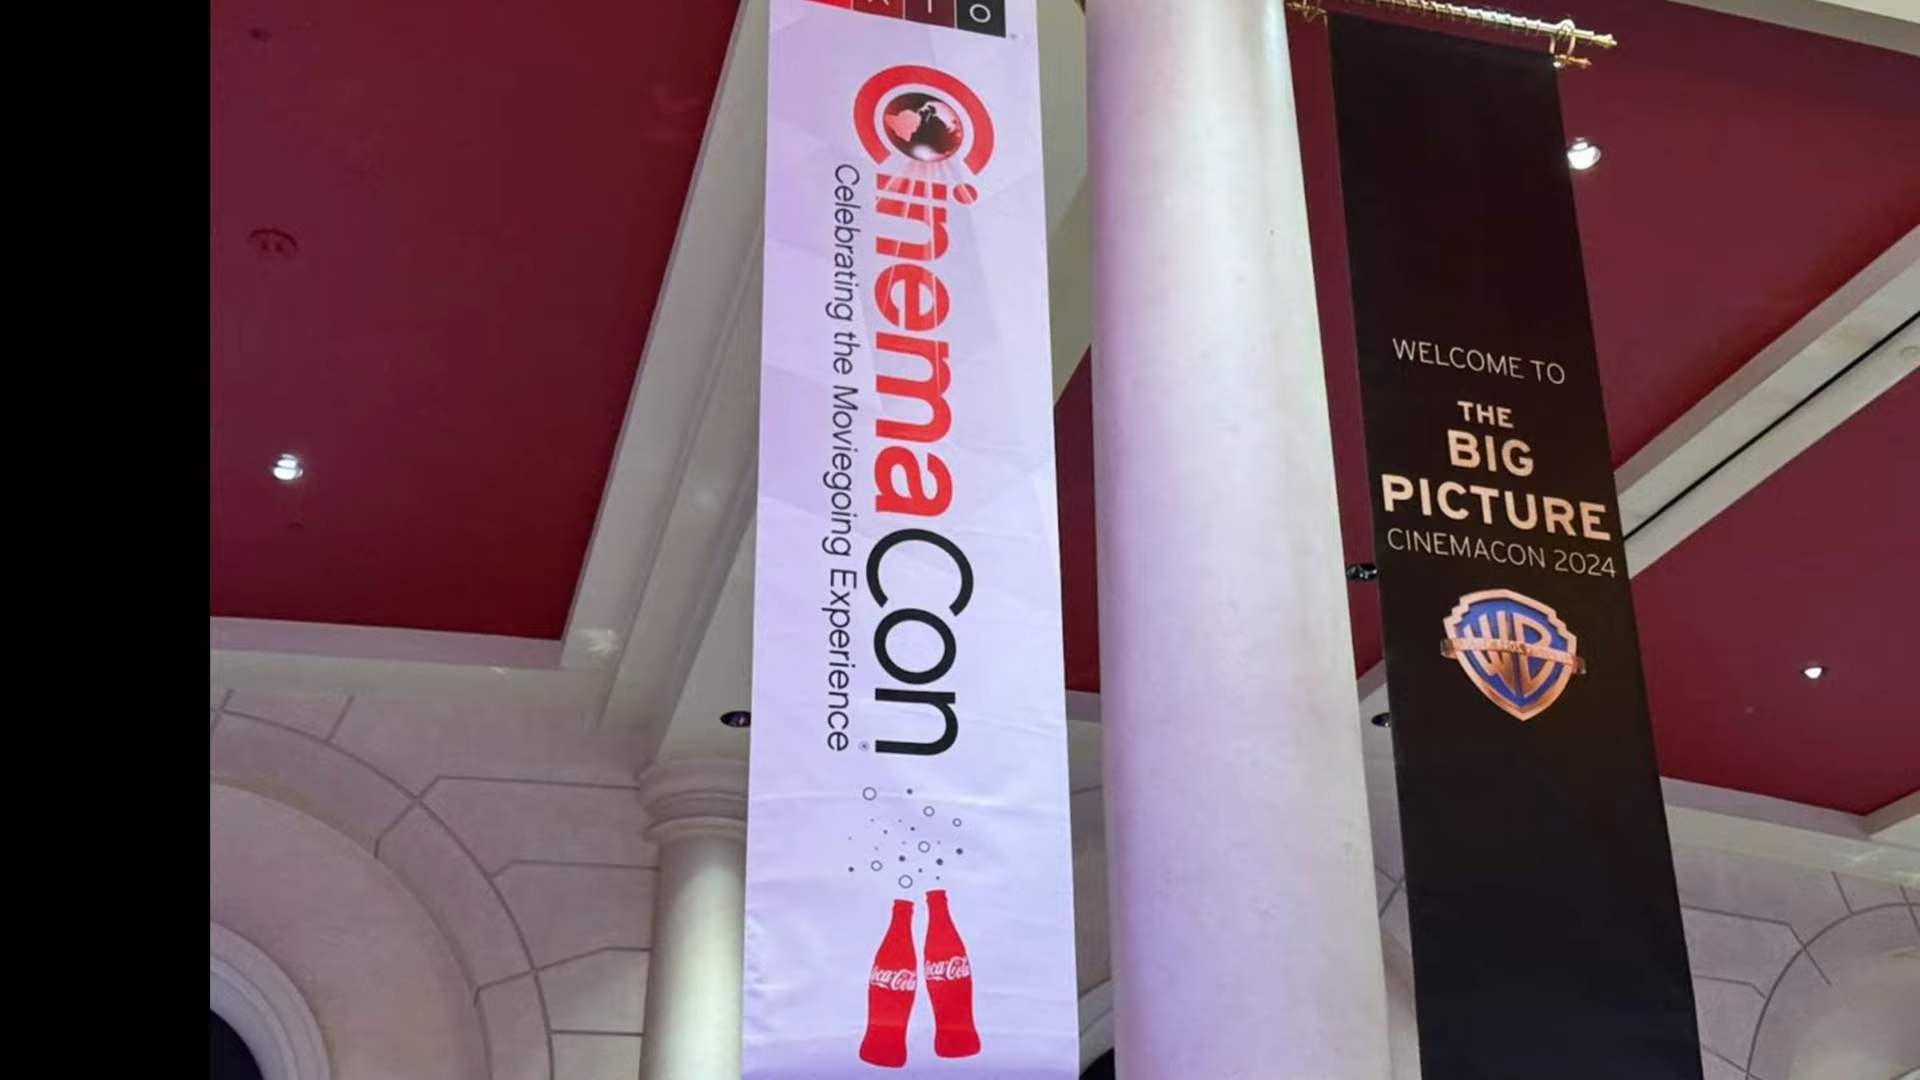 CinemaCon
Celebrating the Moviegoing Experience
Coca-Cola
Coca-Cola
WELCOME TO
THE
BIG
PICTURE
CINEMACON 2024
WB